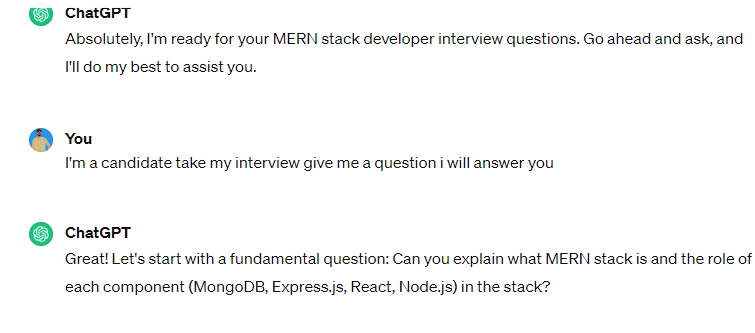 ChatGPT
Absolutely, I'm ready for your MERN stack developer interview questions. Go ahead and ask, and
I'll do my best to assist you.
You
I'm a candidate take my interview give me a question i will answer you
ChatGPT
Great! Let's start with a fundamental question: Can you explain what MERN stack is and the role of
each component (MongoDB, Express.js, React, Node.js) in the stack?